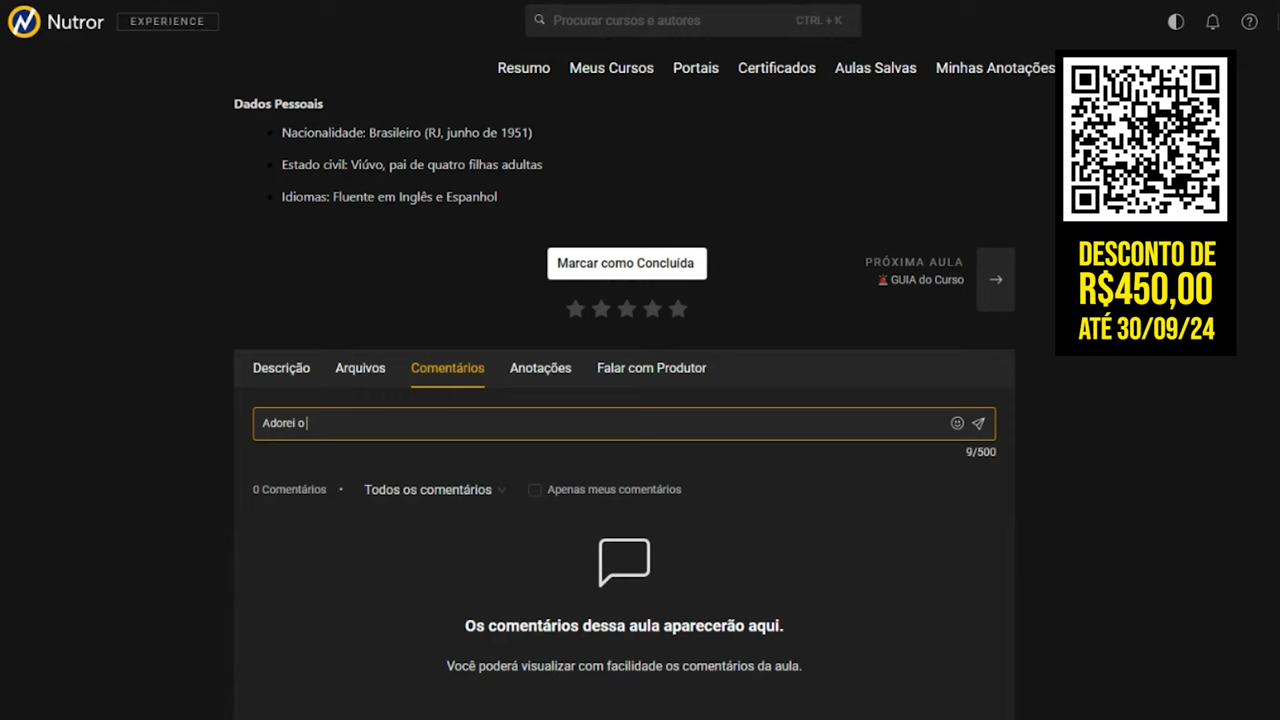 Nutror
EXPERIENCE
Procurar cursos e autores
CTRL + K
Resumo
Meus Cursos
Portais
Certificados
Aulas Salvas
Minhas Anotações
Dados Pessoais
Nacionalidade: Brasileiro (RJ, junho de 1951)
Estado civil: Viúvo, pai de quatro filhas adultas
Idiomas: Fluente em Inglês e Espanhol
DESCONTO DE
R$450,00
ATÉ 30/09/24
Marcar como Concluída
PRÓXIMA AULA
GUIA do Curso
Descrição
Arquivos
Comentários
Anotações
Falar com Produtor
Adorei o
9/500
0 Comentários •
Todos os comentários
Apenas meus comentários
Os comentários dessa aula aparecerão aqui.
Você poderá visualizar com facilidade os comentários da aula.